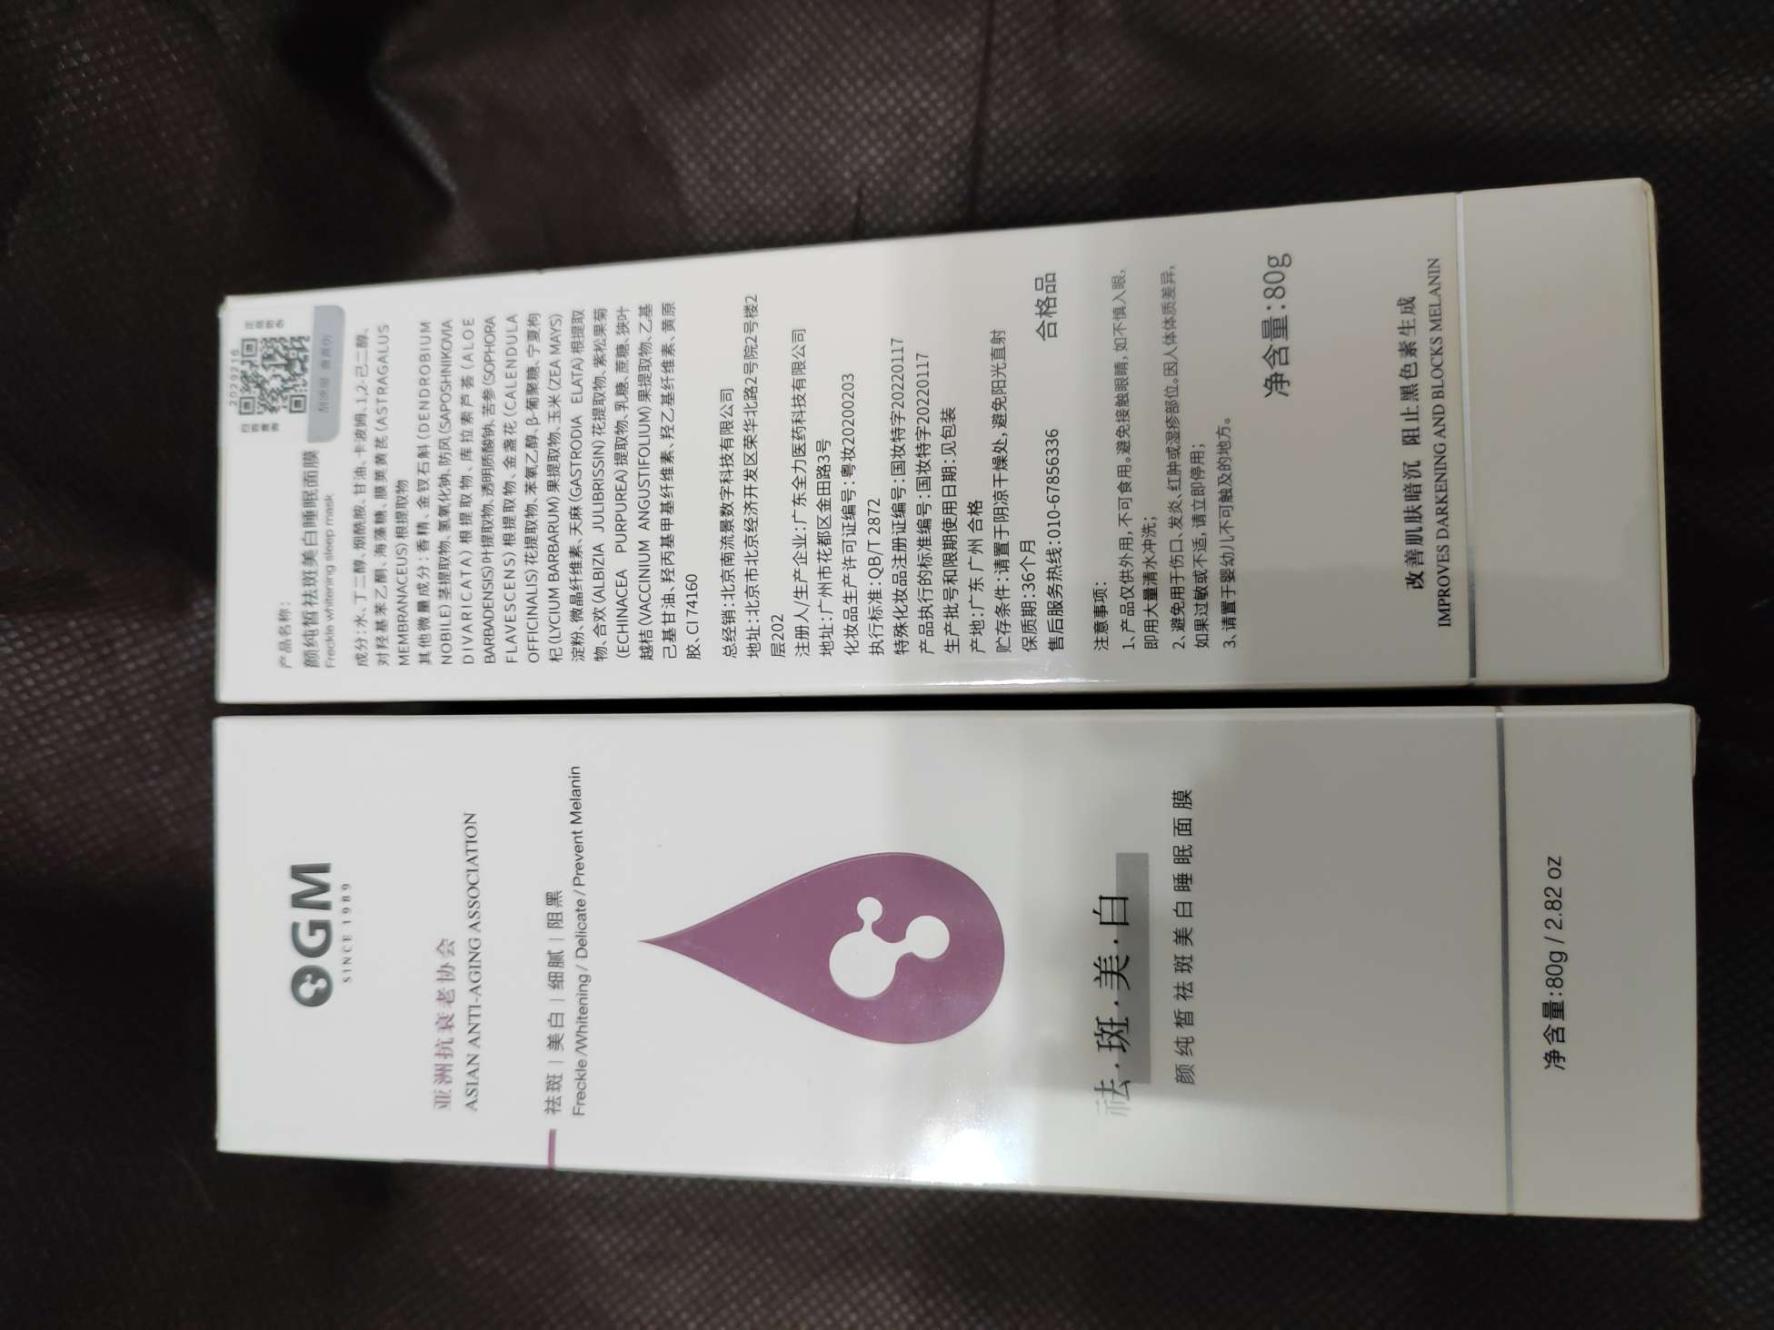 OGM
SINCE 1989
亚洲抗衰老协会
ASIAN ANTI-AGING ASSOCIATION
祛斑 | 美白 | 细腻 | 阻黑
Freckle /Whitening / Delicate / Prevent Melanin
祛·斑·美·白
颜纯皙祛斑美白睡眠面膜
净含量:80g / 2.82 oz
2022216
产品名称:
颜纯皙祛斑美白睡眠面膜
Freckle whitening sleep mask
成分:水、丁二醇、烟酰胺、甘油、卡波姆、1,2-己二醇、
对羟基苯乙酮、海藻糖、膜荚黄芪(ASTRAGALUS
MEMBRANACEUS)根提取物
其他微量成分:香精、金钗石斛(DENDROBIUM
NOBILE)茎提取物、氢氧化钠、防风(SAPOSHNIKOVIA
DIVARICATA)根提取物、库拉索芦荟(ALOE
BARBADENSIS)叶提取物、透明质酸钠、苦参(SOPHORA
FLAVESCENS)根提取物、金盏花(CALENDULA
OFFICINALIS)花提取物、苯氧乙醇、β-葡聚糖、宁夏枸
杞(LYCIUM BARBARUM)果提取物、玉米(ZEA MAYS)
淀粉、微晶纤维素、天麻(GASTRODIA ELATA)根提取
物、合欢(ALBIZIA JULIBRISSIN)花提取物、紫松果菊
(ECHINACEA PURPUREA)提取物、乳糖、蔗糖、狭叶
越桔(VACCINIUM ANGUSTIFOLIUM)果提取物、乙基
己基甘油、羟丙基甲基纤维素、羟乙基纤维素、黄原
胶、CI 74160
总经销:北京南流景数字科技有限公司
地址:北京市北京经济开发区荣华北路2号院2号楼2
层202
注册人/生产企业:广东全力医药科技有限公司
地址:广州市花都区金田路3号
化妆品生产许可证编号:粤妆20200203
执行标准:QB/T 2872
特殊化妆品注册证编号:国妆特字20220117
产品执行的标准编号:国妆特字20220117
生产批号和限期使用日期:见包装
产地:广东 广州 合格
贮存条件:请置于阴凉干燥处,避免阳光直射
保质期:36个月
售后服务热线:010-67856336 合格品
注意事项:
1、产品仅供外用,不可食用。避免接触眼睛,如不慎入眼,
即用大量清水冲洗;
2、避免用于伤口、发炎、红肿或湿疹部位。因人体体质差异,
如果过敏或不适,请立即停用;
3、请置于婴幼儿不可触及的地方。
净含量:80g
改善肌肤暗沉 阻止黑色素生成
IMPROVES DARKENING AND BLOCKS MELANIN